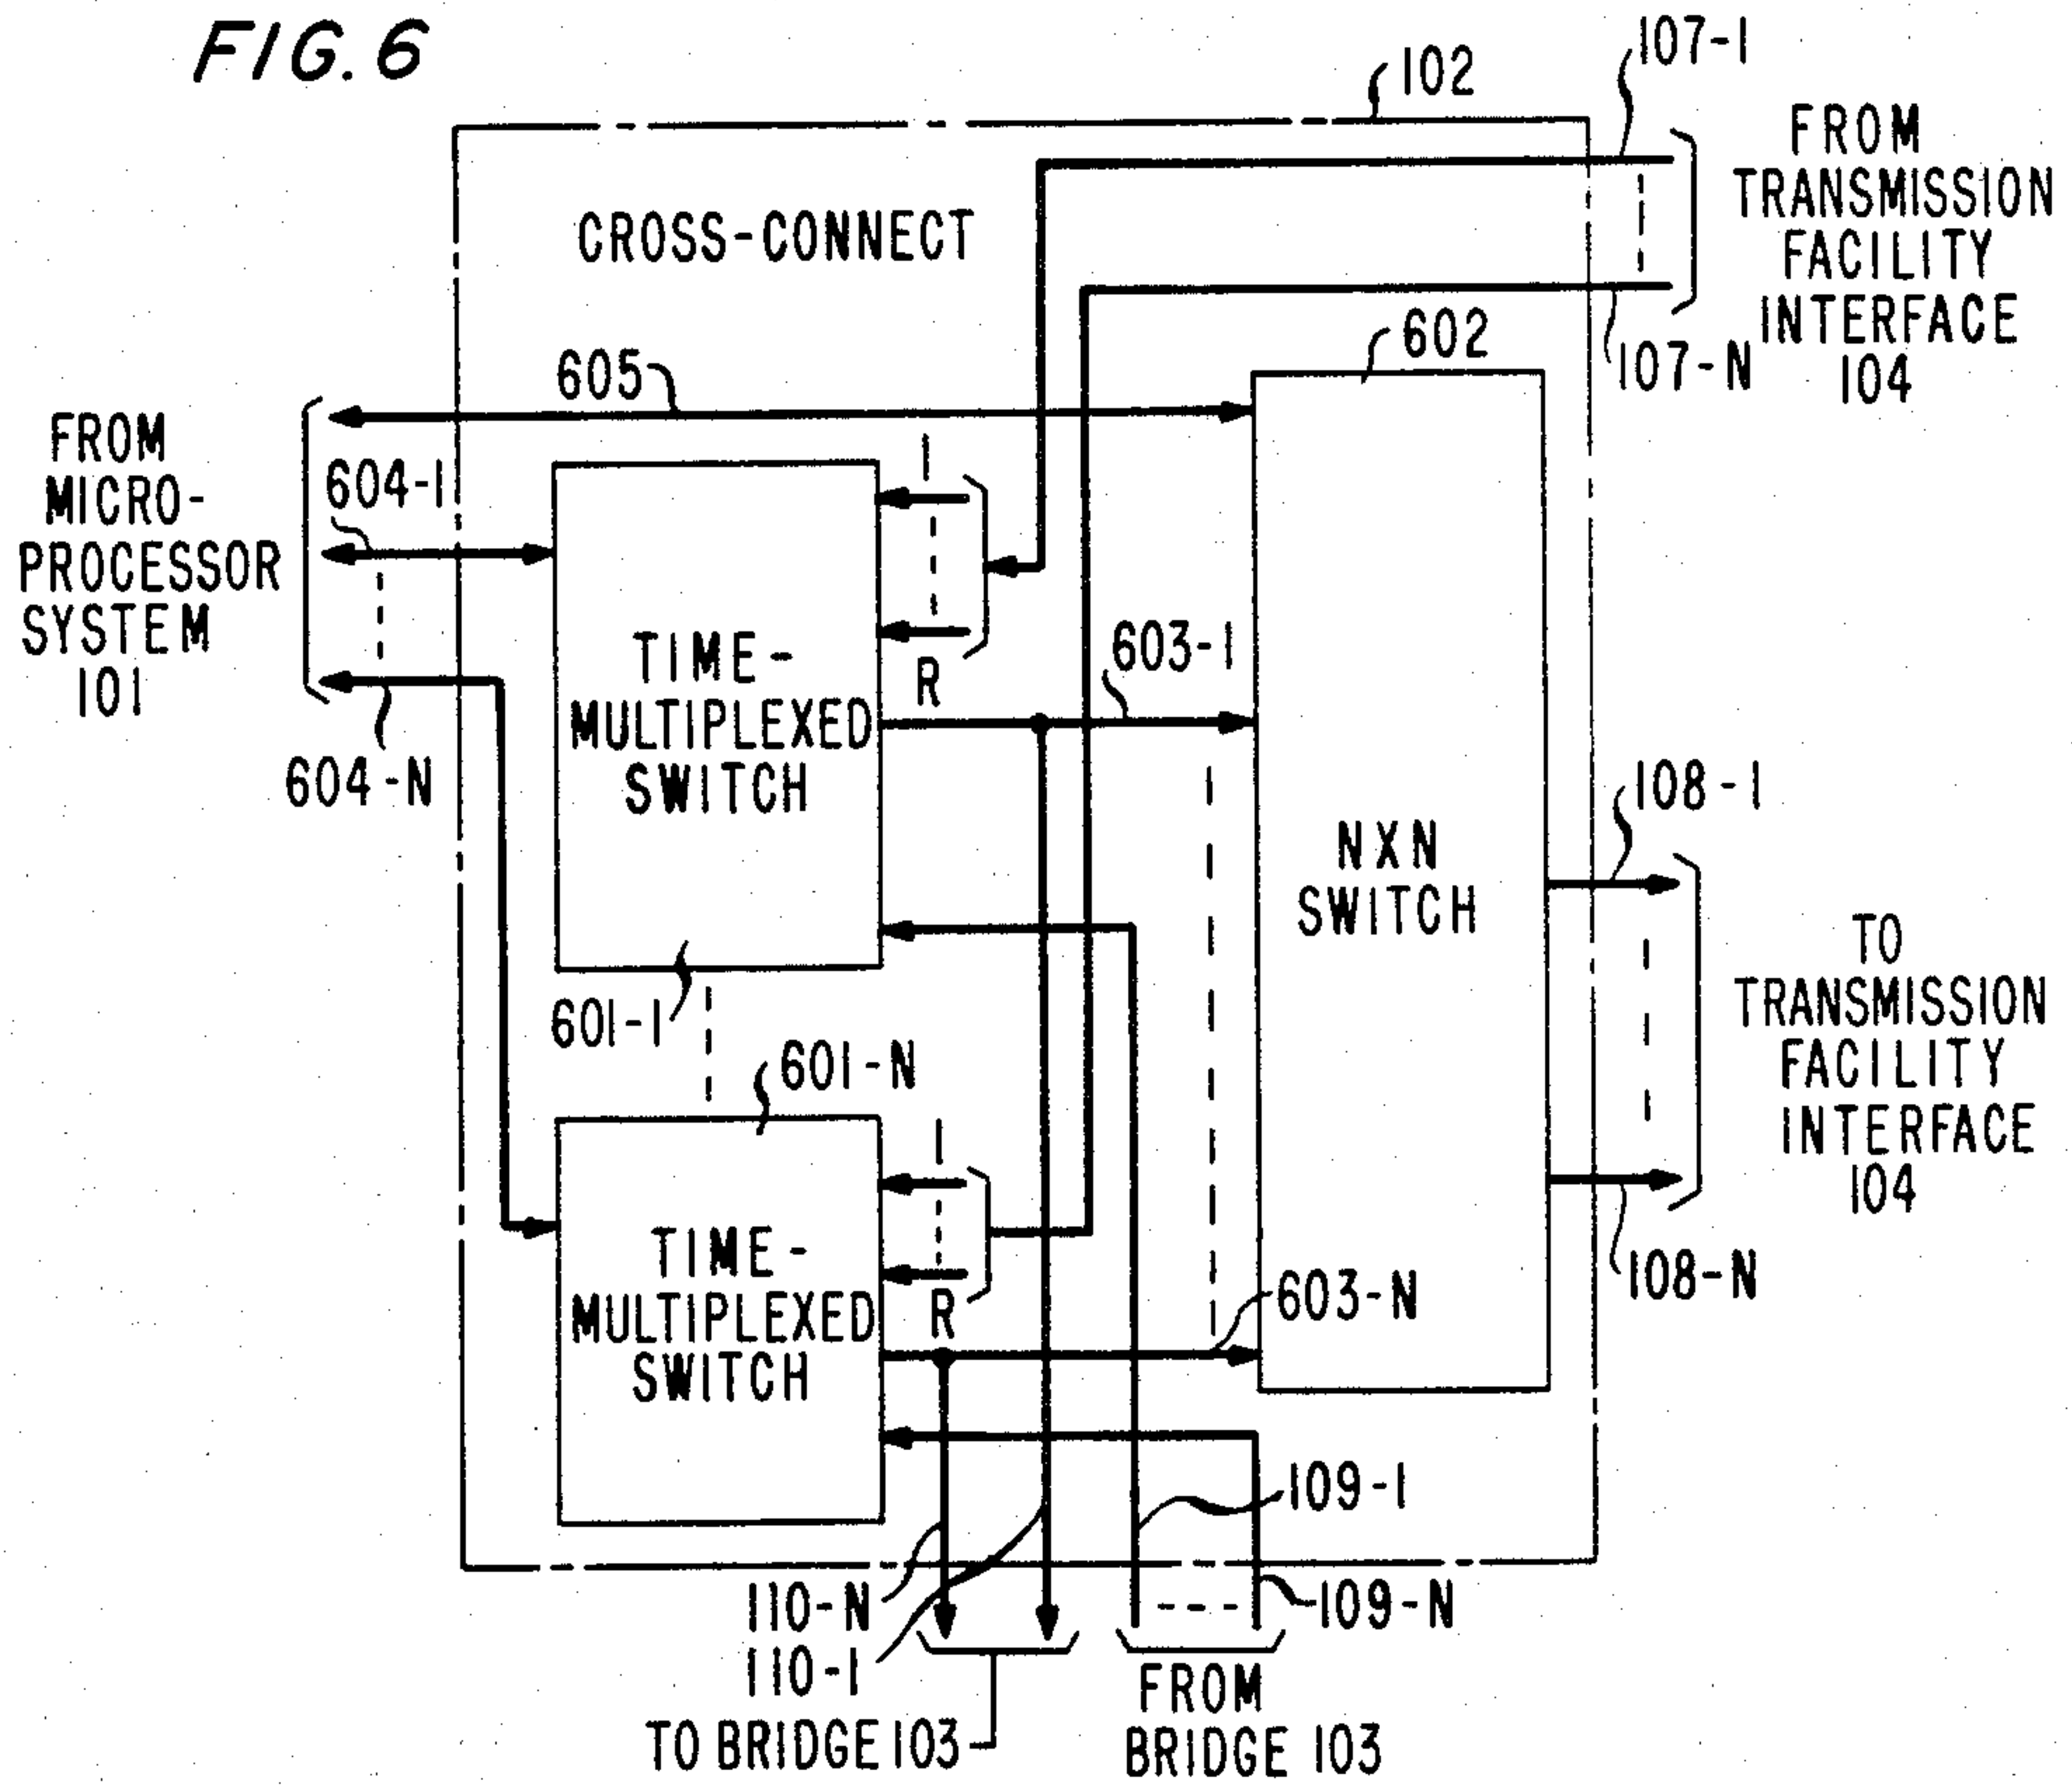 FIG. 6
102
107-1
FROM
TRANSMISSION
FACILITY
INTERFACE
104
107-N
CROSS-CONNECT
602
605
FROM
MICRO-
PROCESSOR
SYSTEM
101
604-1
604-N
1
R
TIME-
MULTIPLEXED
SWITCH
603-1
NXN
SWITCH
108-1
TO
TRANSMISSION
FACILITY
INTERFACE
104
108-N
601-1
601-N
1
R
TIME-
MULTIPLEXED
SWITCH
603-N
109-1
109-N
110-N
110-1
TO BRIDGE 103
FROM
BRIDGE 103